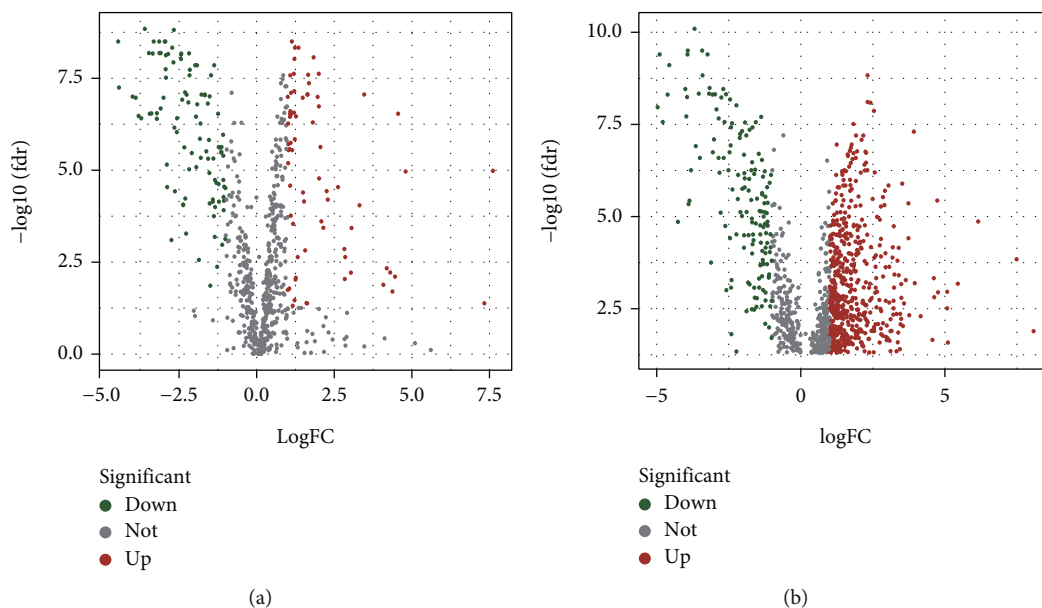 7.5
5.0
2.5
0.0
−log10 (fdr)
−5.0
−2.5
0.0
2.5
5.0
7.5
LogFC
Significant
Down
Not
Up
(a)
10.0
7.5
5.0
2.5
−log10 (fdr)
−5
0
5
logFC
Significant
Down
Not
Up
(b)